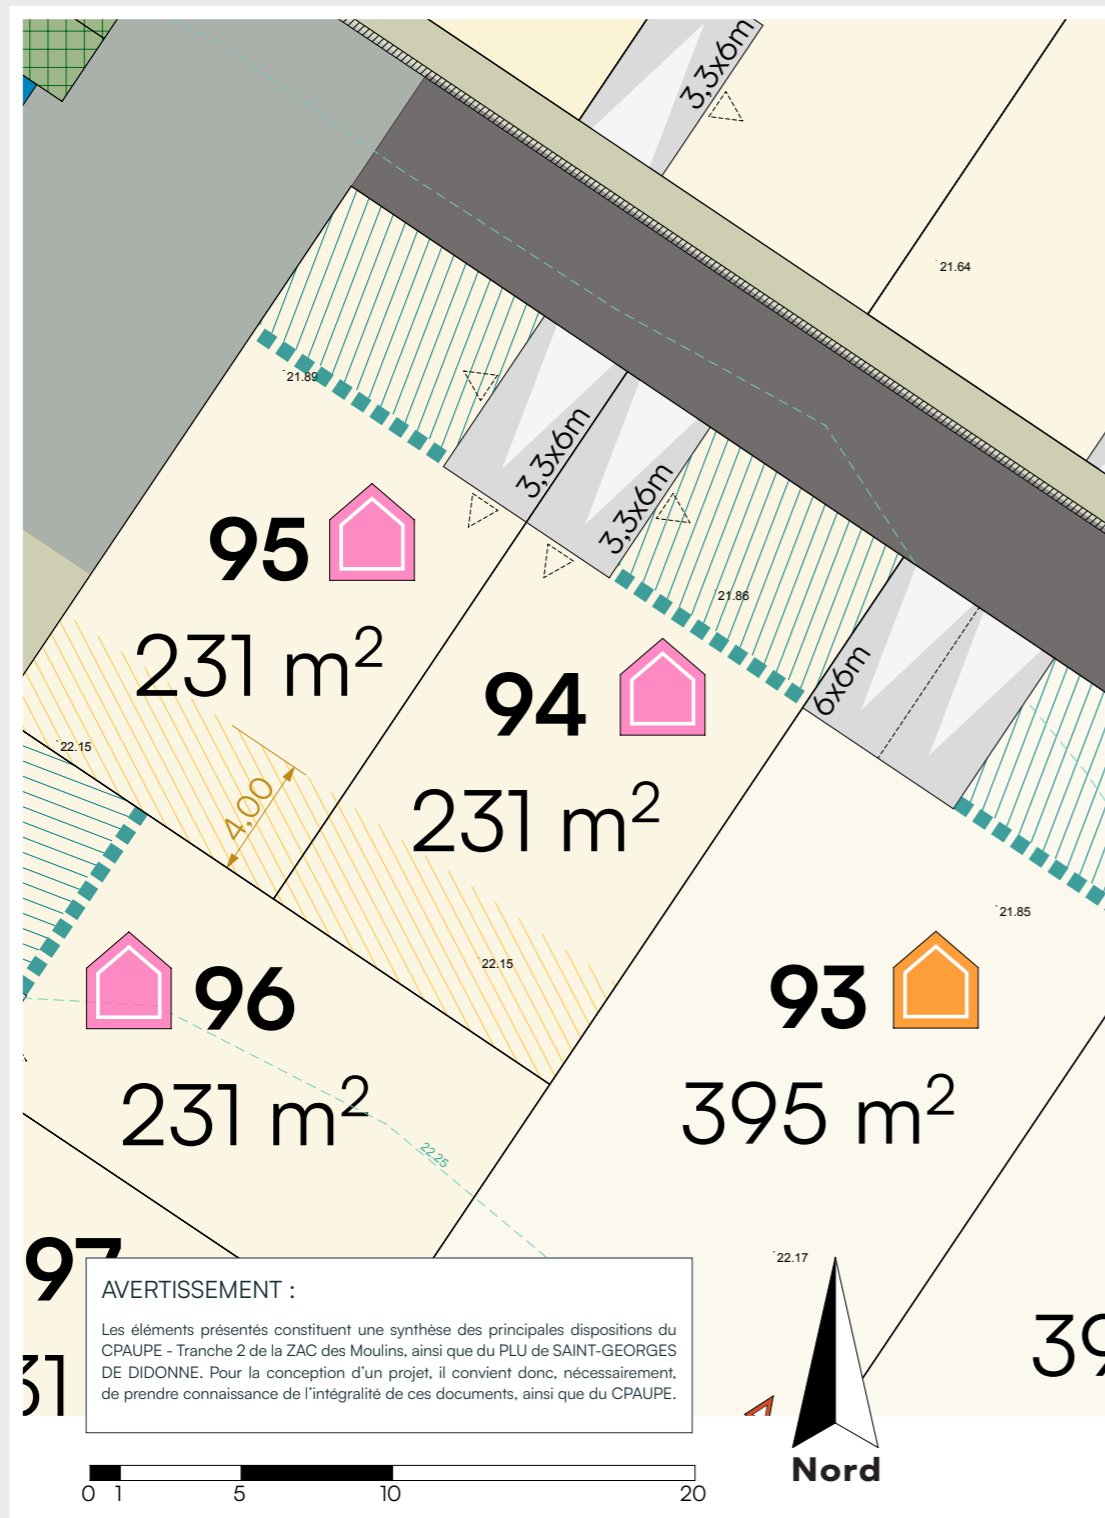 3,3x6m
21.64
21.89
3,3x6m
3,3x6m
95
231 m²
21.86
94
6x6m
22.15
4,00
231 m²
21.85
22.15
96
93
231 m²
395 m²
22.25
97
22.17
31
39
AVERTISSEMENT :
Les éléments présentés constituent une synthèse des principales dispositions du
CPAUPE - Tranche 2 de la ZAC des Moulins, ainsi que du PLU de SAINT-GEORGES
DE DIDONNE. Pour la conception d'un projet, il convient donc, nécessairement,
de prendre connaissance de l'intégralité de ces documents, ainsi que du CPAUPE.
Nord
0 1 5 10 20